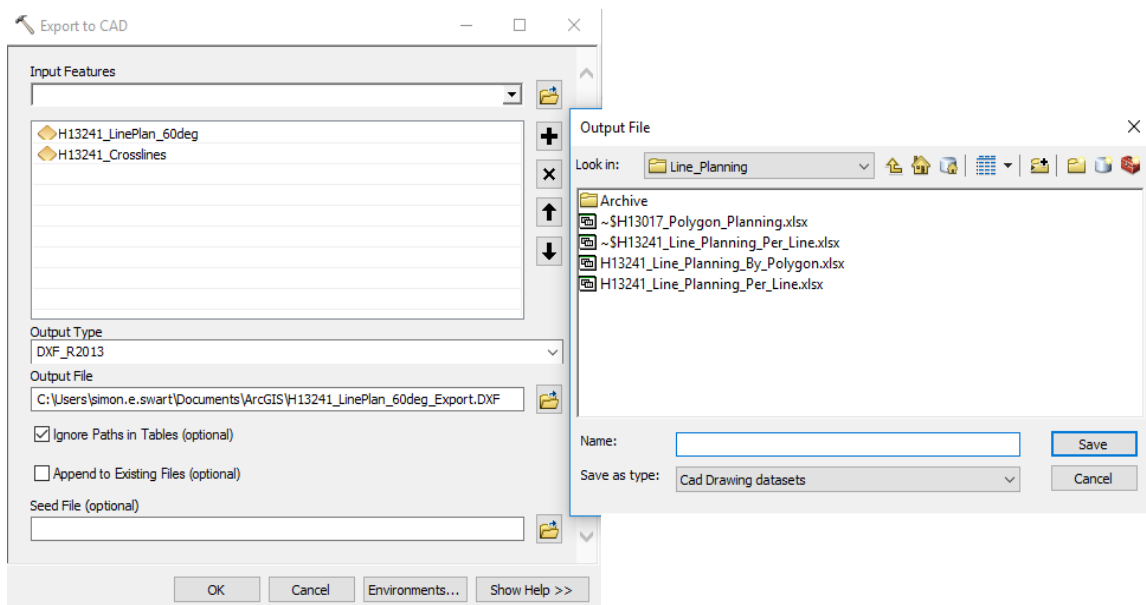 Export to CAD
Input Features
H13241_LinePlan_60deg
H13241_Crosslines
Output Type
DXF_R2013
Output File
C:\Users\simon.e.swart\Documents\ArcGIS\H13241_LinePlan_60deg_Export.DXF
Ignore Paths in Tables (optional)
Append to Existing Files (optional)
Seed File (optional)
OK
Cancel
Environments...
Show Help >>
Output File
Look in:
Line_Planning
Archive
~$H13017_Polygon_Planning.xlsx
~$H13241_Line_Planning_Per_Line.xlsx
H13241_Line_Planning_By_Polygon.xlsx
H13241_Line_Planning_Per_Line.xlsx
Name:
Save
Save as type:
Cad Drawing datasets
Cancel